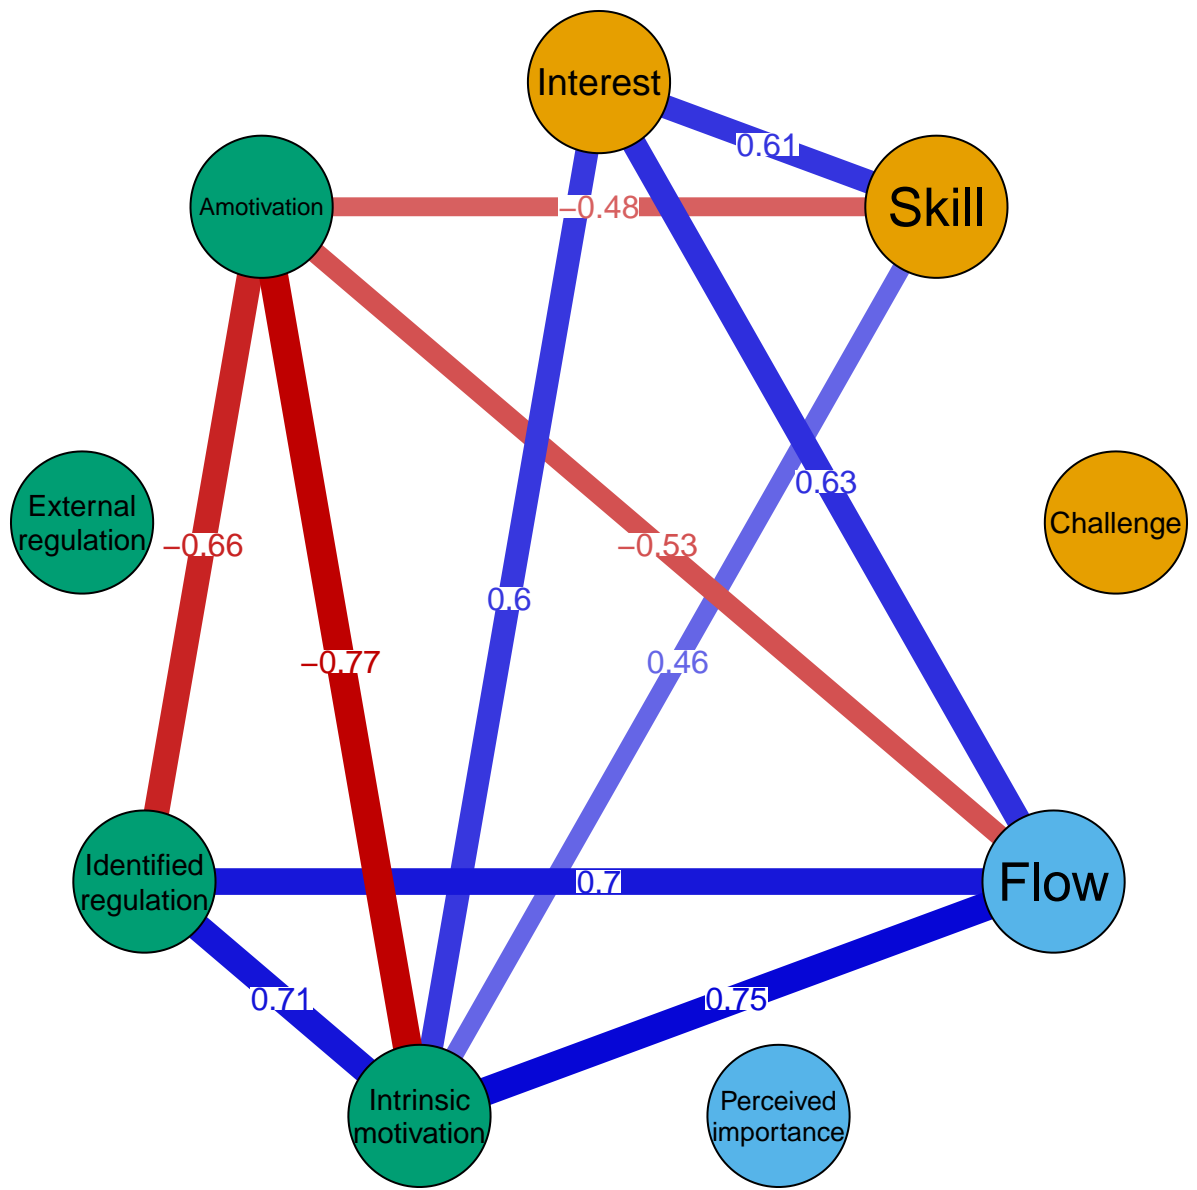 Interest
0.61
Amotivation
−0.48
Skill
External
regulation
−0.66
−0.53
0.63
Challenge
0.6
−0.77
0.46
Identified
regulation
0.7
Flow
0.71
0.75
Intrinsic
motivation
Perceived
importance